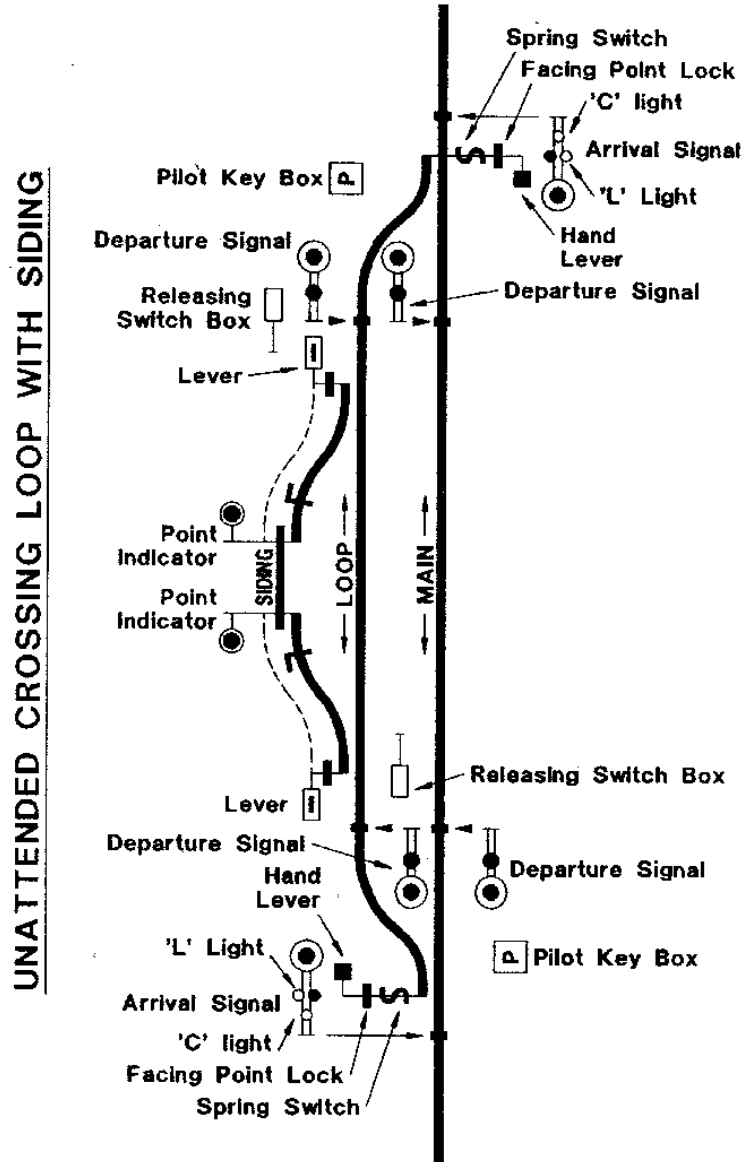 UNATTENDED CROSSING LOOP WITH SIDING
Spring Switch
Facing Point Lock
'C' light
Arrival Signal
'L' Light
Hand
Lever
Pilot Key Box
P
Departure Signal
Departure Signal
Releasing
Switch Box
Lever
Point
Indicator
SIDING
LOOP
MAIN
Point
Indicator
Releasing Switch Box
Lever
Departure Signal
Departure Signal
Hand
Lever
P
Pilot Key Box
'L' Light
Arrival Signal
'C' light
Facing Point Lock
Spring Switch